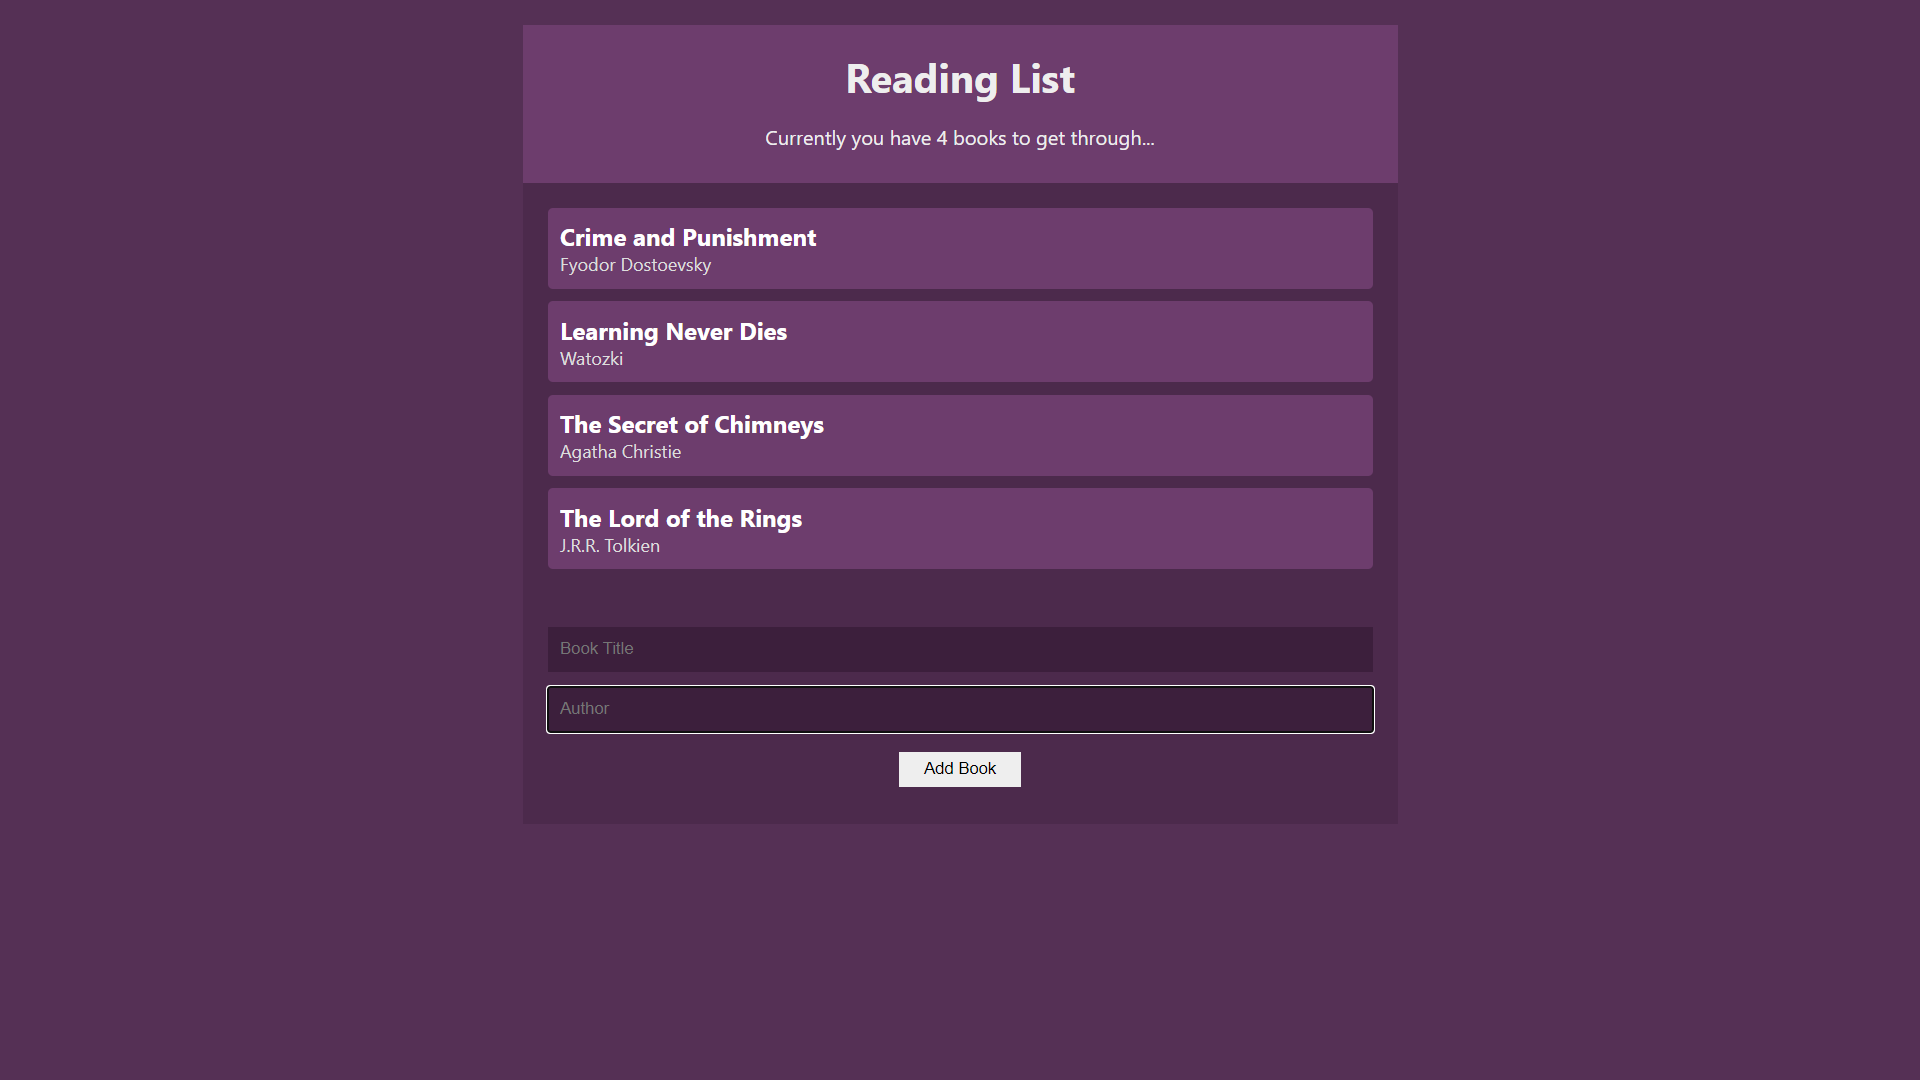 Reading List
Currently you have 4 books to get through...
Crime and Punishment
Fyodor Dostoevsky
Learning Never Dies
Watozki
The Secret of Chimneys
Agatha Christie
The Lord of the Rings
J.R.R. Tolkien
Book Title
Author
Add Book